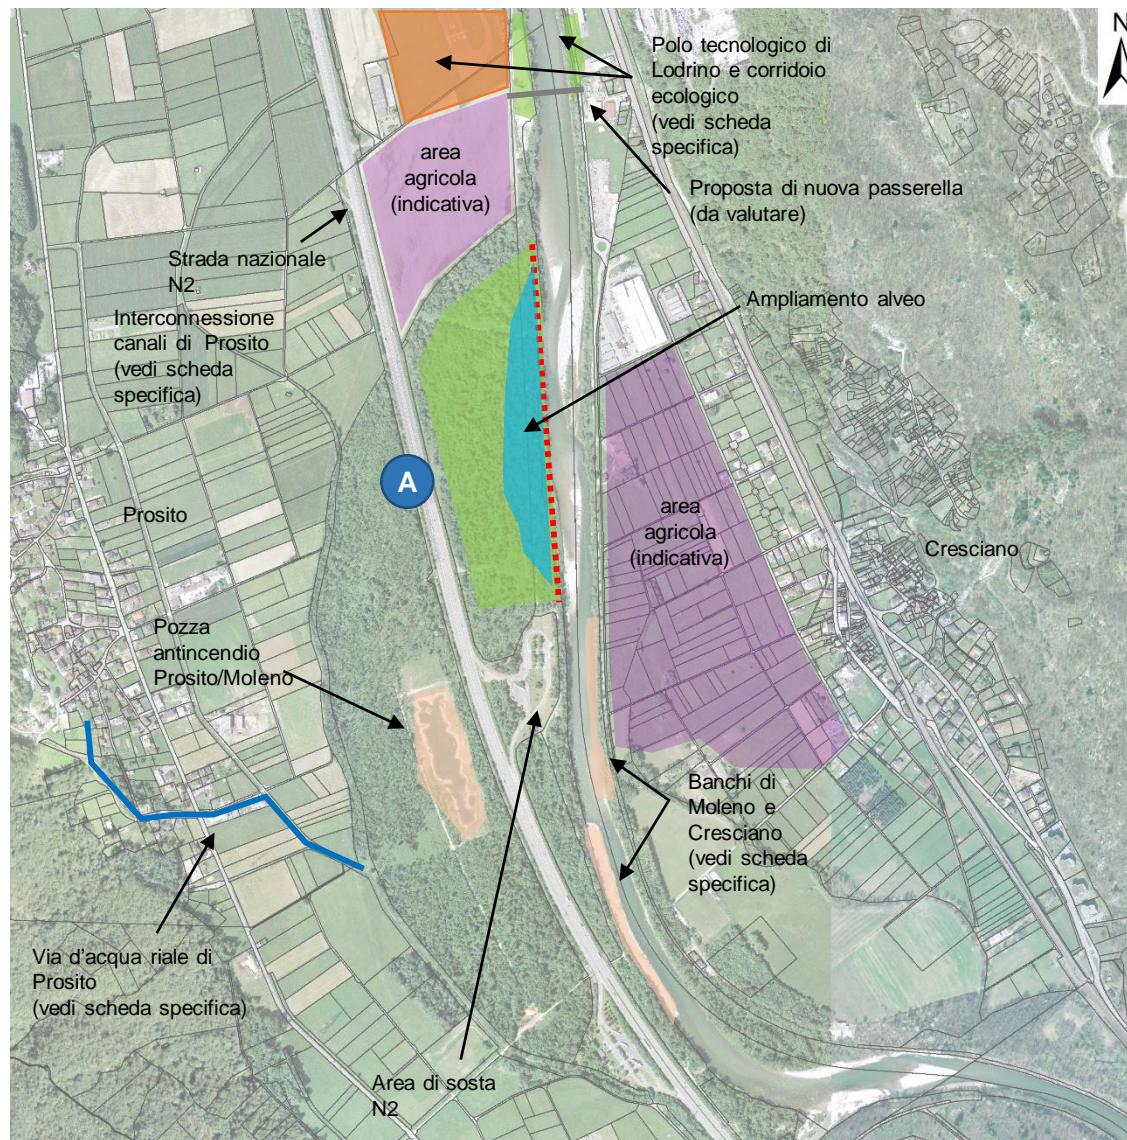 N
Polo tecnologico di
Lodrino e corridoio
ecologico
(vedi scheda
specifica)
area
agricola
(indicativa)
Proposta di nuova passerella
(da valutare)
Strada nazionale
N2
Ampliamento alveo
Interconnessione
canali di Prosito
(vedi scheda
specifica)
A
Prosito
area
agricola
(indicativa)
Cresciano
Pozza
antincendio
Prosito/Moleno
Banchi di
Moleno e
Cresciano
(vedi scheda
specifica)
Via d'acqua riale di
Prosito
(vedi scheda specifica)
Area di sosta
N2